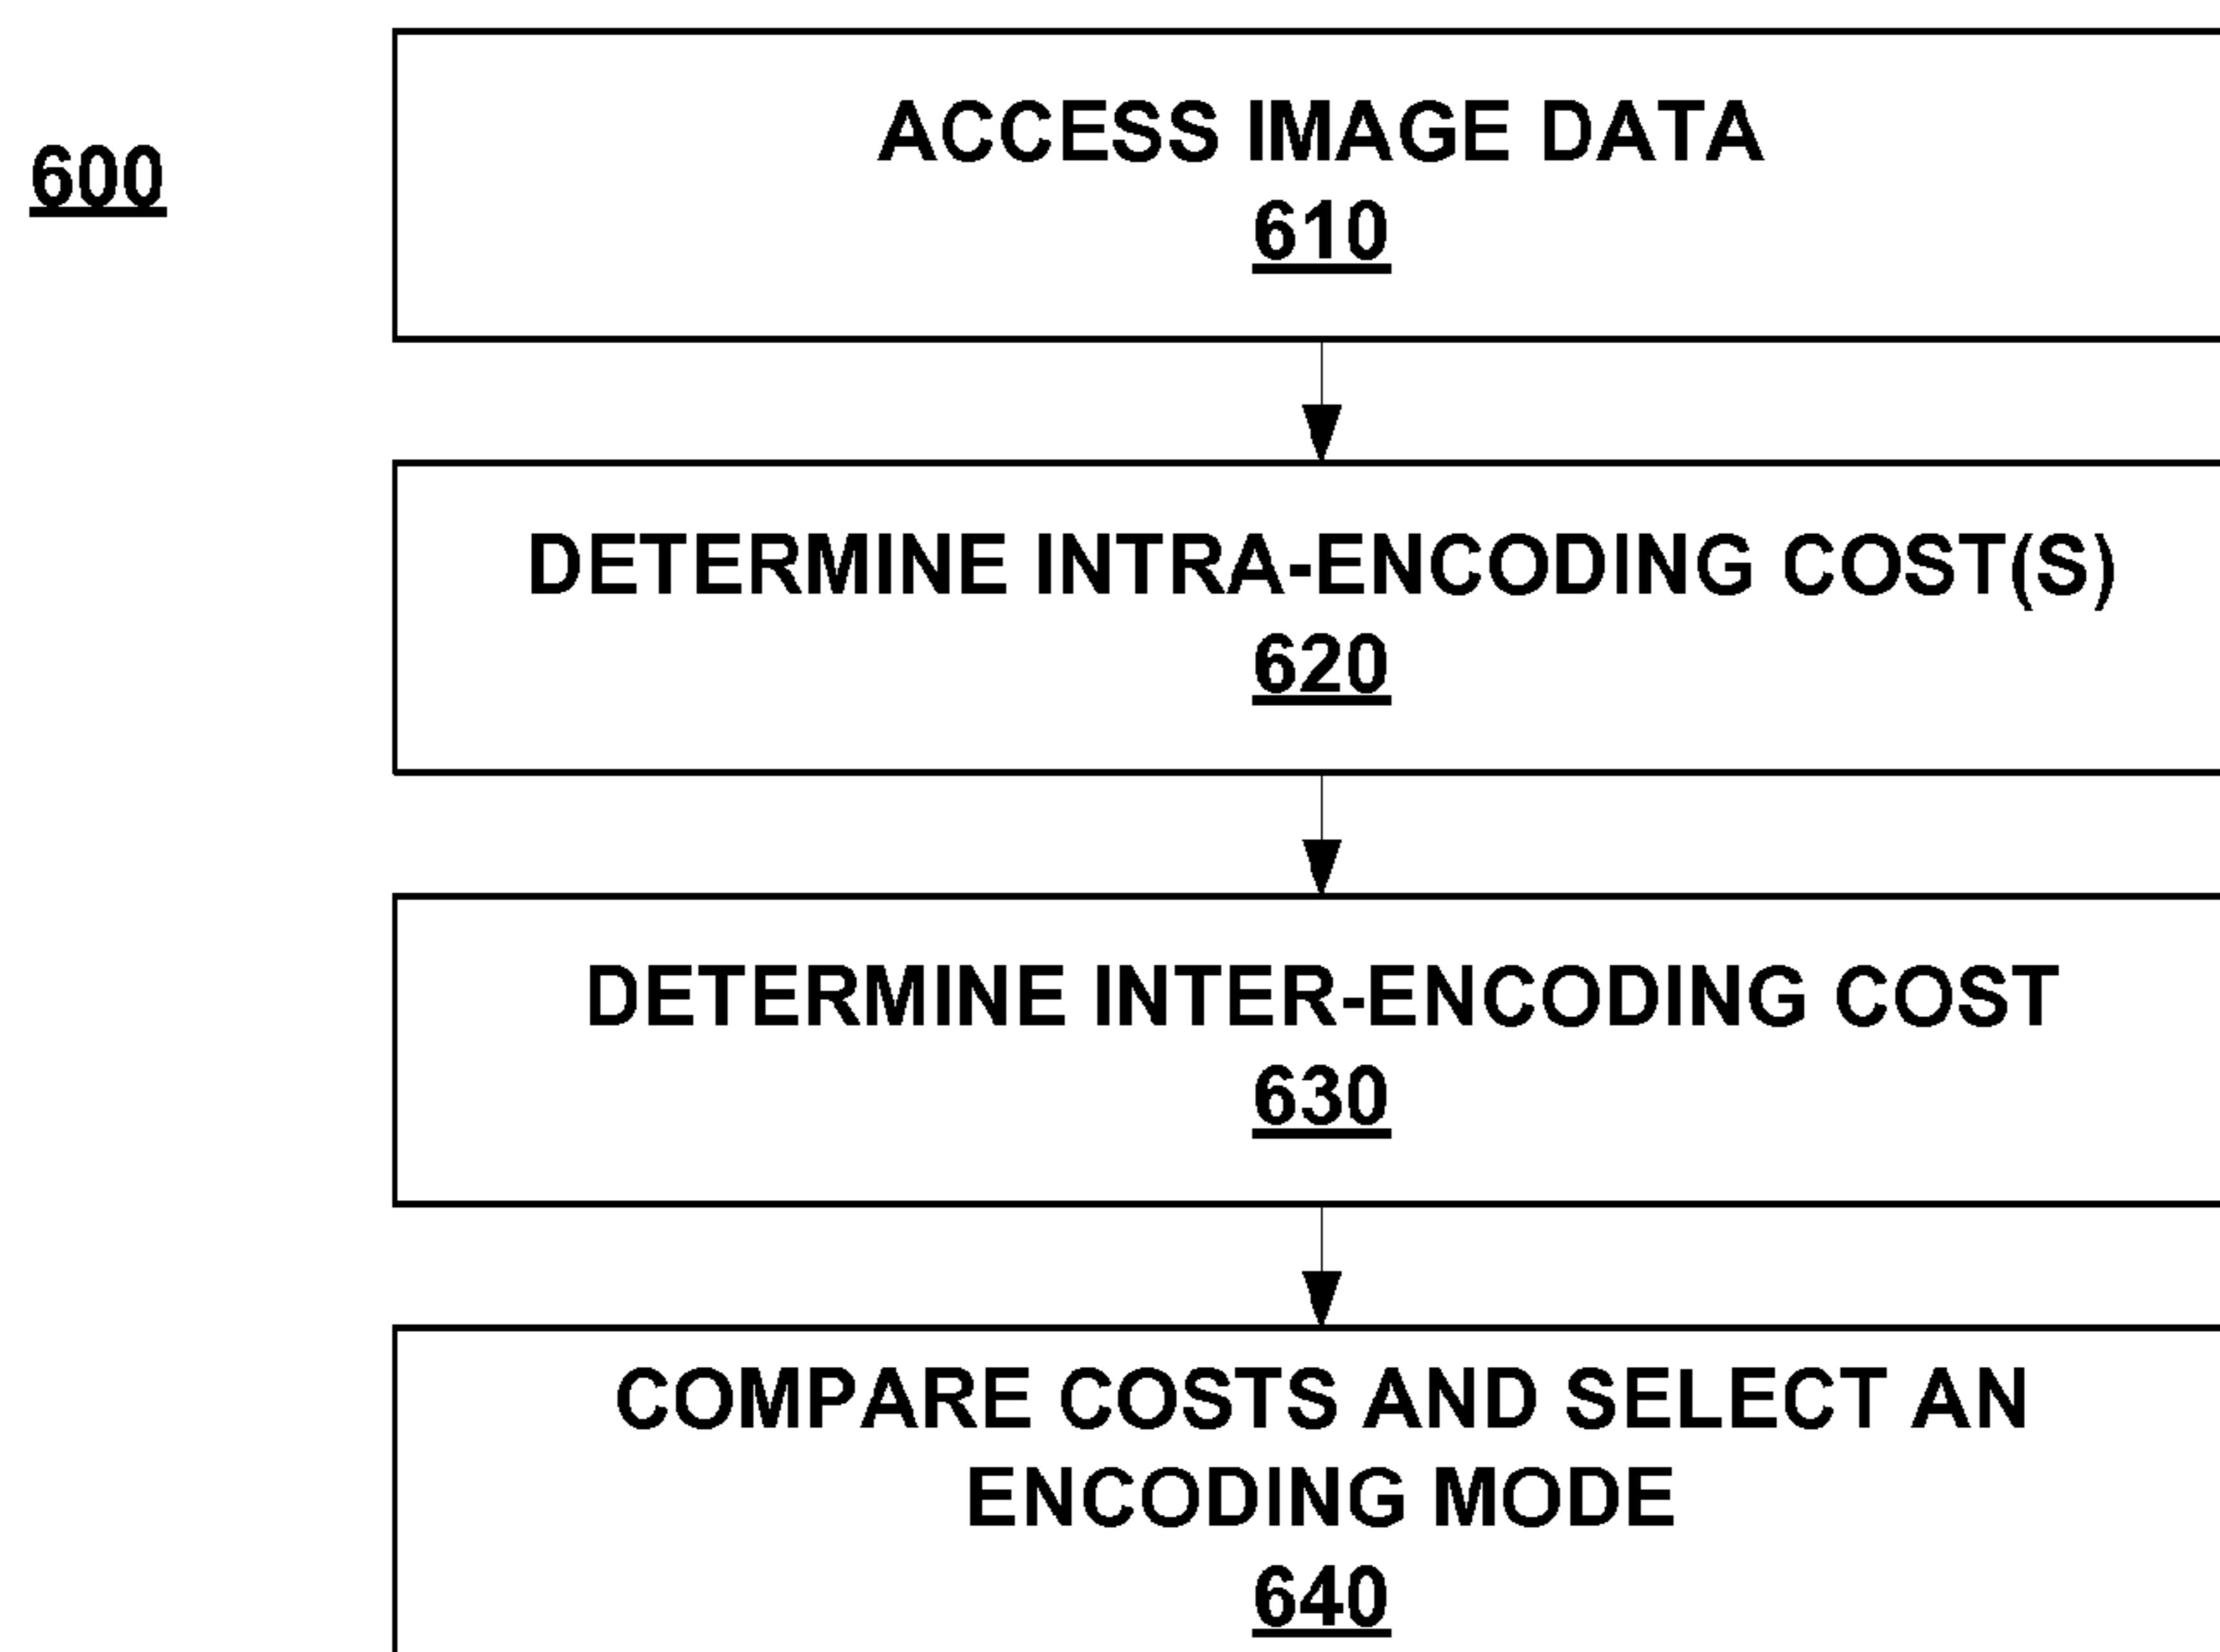 600
ACCESS IMAGE DATA
610
DETERMINE INTRA-ENCODING COST(S)
620
DETERMINE INTER-ENCODING COST
630
COMPARE COSTS AND SELECT AN
ENCODING MODE
640